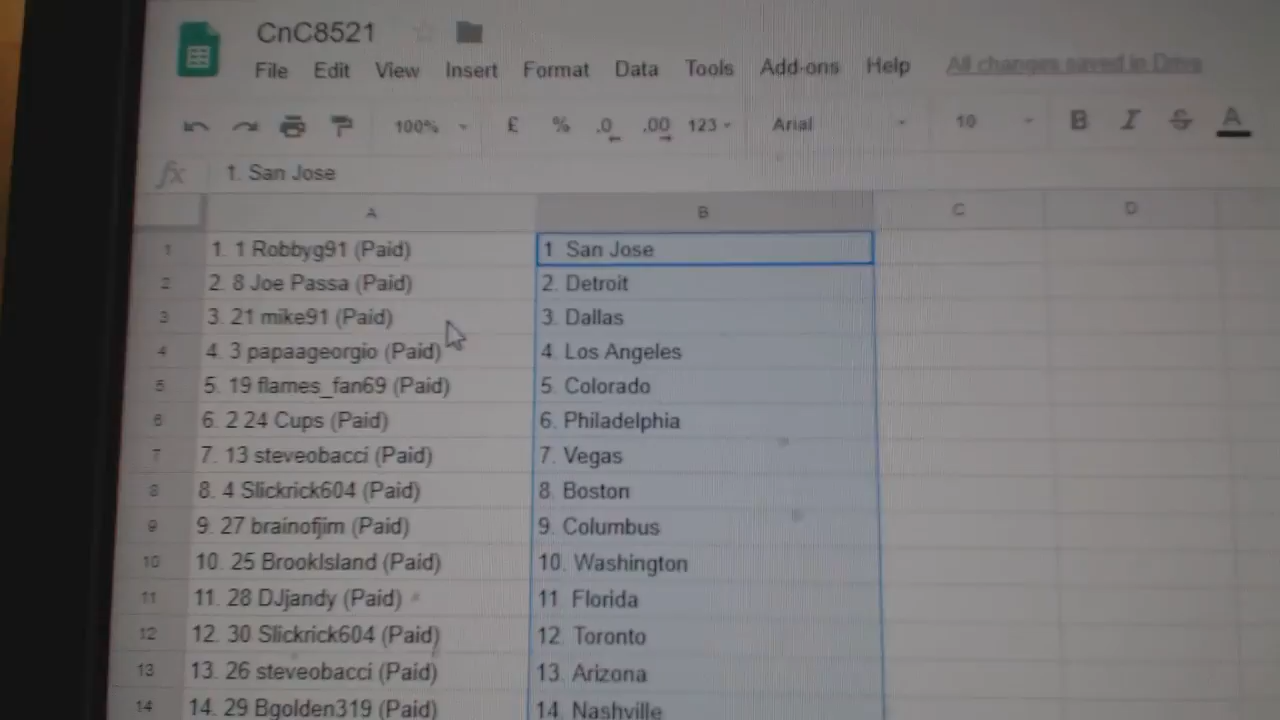 CnC8521
File Edit View Insert Format Data Tools Add-ons Help All changes saved in Drive
100% £ % .0 .00 123 Arial 10 B I S A
fx 1. San Jose
A B C D
1 1. 1 Robbyg91 (Paid) 1 San Jose
2 2. 8 Joe Passa (Paid) 2. Detroit
3 3. 21 mike91 (Paid) 3. Dallas
4 4. 3 papaageorgio (Paid) 4. Los Angeles
5 5. 19 flames_fan69 (Paid) 5. Colorado
6 6. 2 24 Cups (Paid) 6. Philadelphia
7 7. 13 steveobacci (Paid) 7. Vegas
8 8. 4 Slickrick604 (Paid) 8. Boston
9 9. 27 brainofjim (Paid) 9. Columbus
10 10. 25 BrookIsland (Paid) 10. Washington
11 11. 28 DJjandy (Paid) 11 Florida
12 12. 30 Slickrick604 (Paid) 12. Toronto
13 13. 26 steveobacci (Paid) 13. Arizona
14 14. 29 Bgolden319 (Paid) 14. Nashville